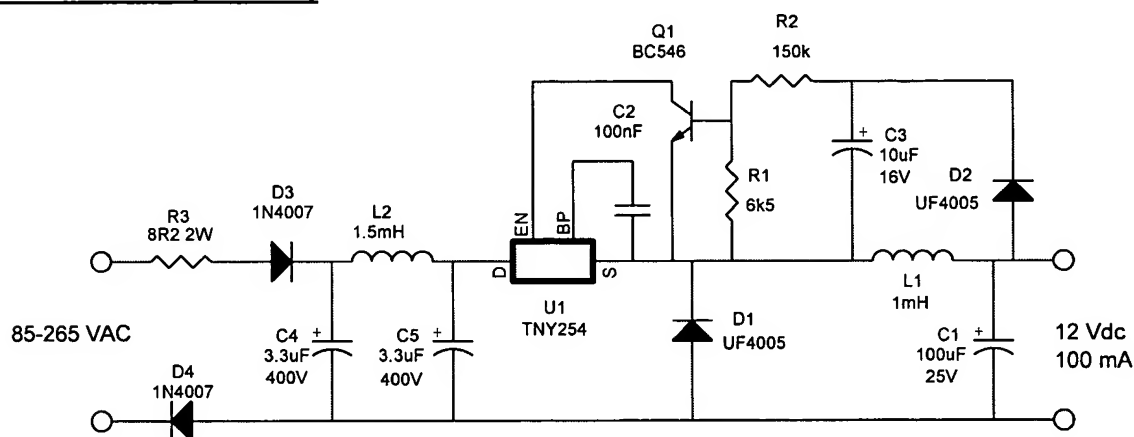 Q1
BC546
R2
150k
C2
100nF
C3
10uF
16V
D2
UF4005
R1
6k5
D3
1N4007
L2
1.5mH
R3
8R2 2W
EN
BP
D
S
U1
TNY254
L1
1mH
85-265 VAC
C4
3.3uF
400V
C5
3.3uF
400V
D1
UF4005
C1
100uF
25V
12 Vdc
100 mA
D4
1N4007
+
+
+
+